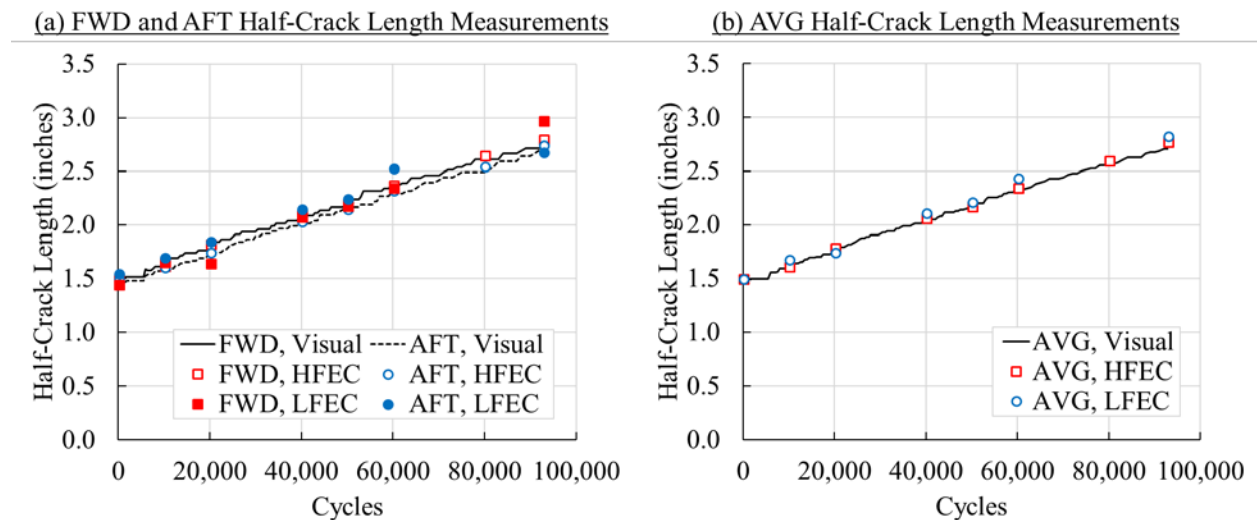 (a) FWD and AFT Half-Crack Length Measurements
Half-Crack Length (inches)
3.5
3.0
2.5
2.0
1.5
1.0
0.5
0.0
FWD, Visual
AFT, Visual
FWD, HFEC
AFT, HFEC
FWD, LFEC
AFT, LFEC
0 20,000 40,000 60,000 80,000 100,000
Cycles
(b) AVG Half-Crack Length Measurements
Half-Crack Length (inches)
3.5
3.0
2.5
2.0
1.5
1.0
0.5
0.0
AVG, Visual
AVG, HFEC
AVG, LFEC
0 20,000 40,000 60,000 80,000 100,000
Cycles